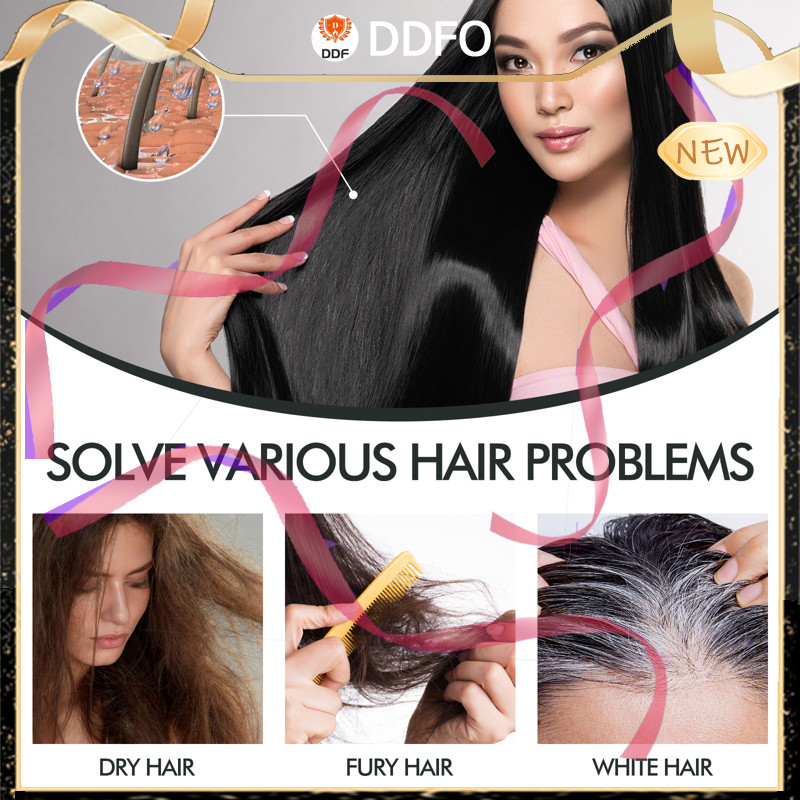 DDF
DDFO
NEW
SOLVE VARIOUS HAIR PROBLEMS
DRY HAIR
FURY HAIR
WHITE HAIR